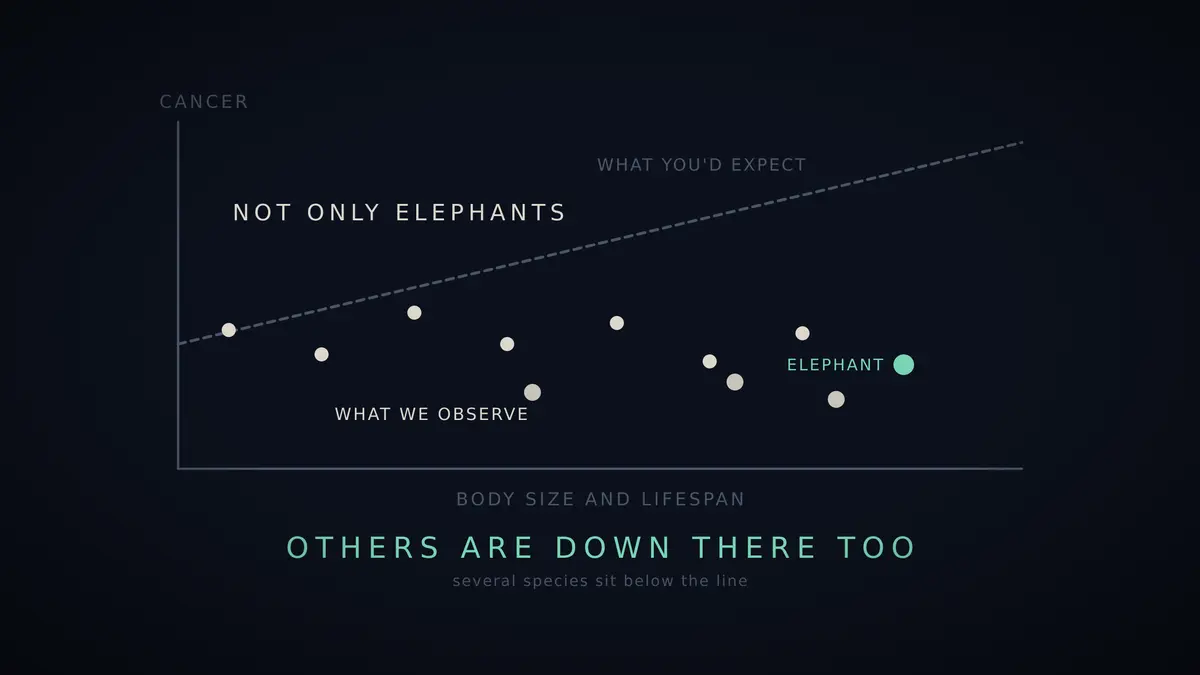 CANCER
WHAT YOU'D EXPECT
NOT ONLY ELEPHANTS
ELEPHANT
WHAT WE OBSERVE
BODY SIZE AND LIFESPAN
OTHERS ARE DOWN THERE TOO
several species sit below the line